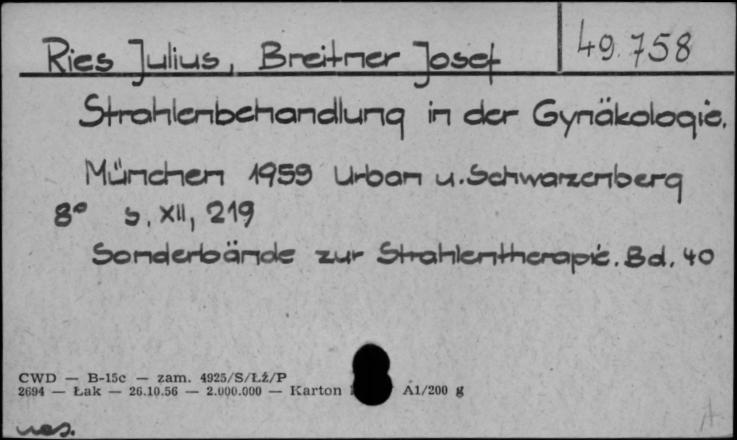 Ries Julius, Breitner Josef
49.758
Strahlenbehandlung in der Gynäkologie.
München 1959 Urban u. Schwarzenberg
8° S. XII, 219
Sonderbände zur Strahlentherapie. Bd. 40
CWD — B-15c — zam. 4925/S/Łż/P
2694 — Łak — 26.10.56 — 2.000.000 — Karton A1/200 g